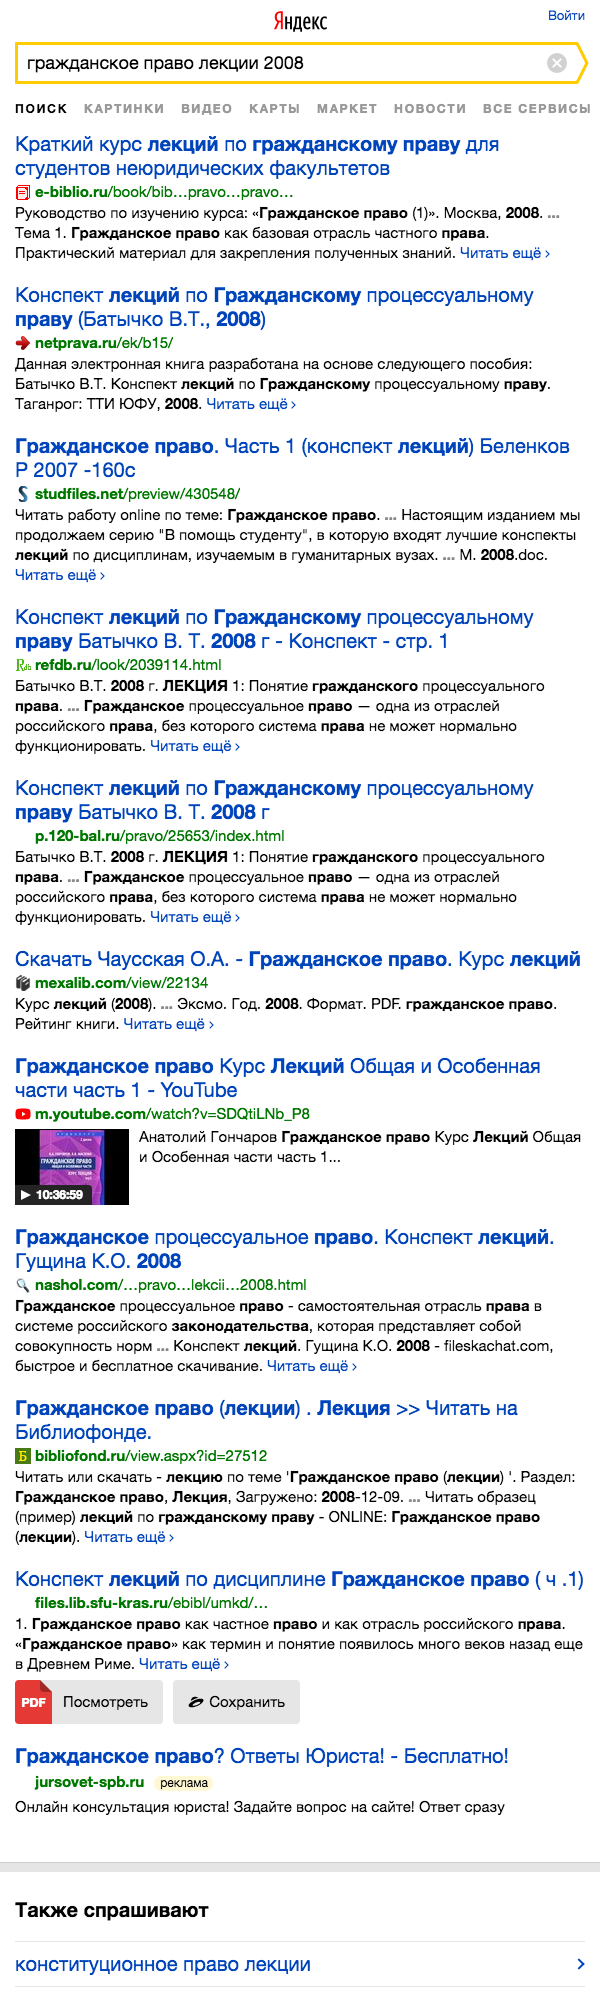 Яндекс
Войти
гражданское право лекции 2008
ПОИСК КАРТИНКИ ВИДЕО КАРТЫ МАРКЕТ НОВОСТИ ВСЕ СЕРВИСЫ
Краткий курс лекций по гражданскому праву для
студентов неюридических факультетов
e-biblio.ru/book/bib…pravo…pravo…
Руководство по изучению курса: «Гражданское право (1)». Москва, 2008. ...
Тема 1. Гражданское право как базовая отрасль частного права.
Практический материал для закрепления полученных знаний. Читать ещё ›
Конспект лекций по Гражданскому процессуальному
праву (Батычко В.Т., 2008)
netprava.ru/ek/b15/
Данная электронная книга разработана на основе следующего пособия:
Батычко В.Т. Конспект лекций по Гражданскому процессуальному праву.
Таганрог: ТТИ ЮФУ, 2008. Читать ещё ›
Гражданское право. Часть 1 (конспект лекций) Беленков
Р 2007 -160с
studfiles.net/preview/430548/
Читать работу online по теме: Гражданское право. ... Настоящим изданием мы
продолжаем серию "В помощь студенту", в которую входят лучшие конспекты
лекций по дисциплинам, изучаемым в гуманитарных вузах. ... М. 2008.doc.
Читать ещё ›
Конспект лекций по Гражданскому процессуальному
праву Батычко В. Т. 2008 г - Конспект - стр. 1
refdb.ru/look/2039114.html
Батычко В.Т. 2008 г. ЛЕКЦИЯ 1: Понятие гражданского процессуального
права. ... Гражданское процессуальное право — одна из отраслей
российского права, без которого система права не может нормально
функционировать. Читать ещё ›
Конспект лекций по Гражданскому процессуальному
праву Батычко В. Т. 2008 г
p.120-bal.ru/pravo/25653/index.html
Батычко В.Т. 2008 г. ЛЕКЦИЯ 1: Понятие гражданского процессуального
права. ... Гражданское процессуальное право — одна из отраслей
российского права, без которого система права не может нормально
функционировать. Читать ещё ›
Скачать Чаусская О.А. - Гражданское право. Курс лекций
mexalib.com/view/22134
Курс лекций (2008). ... Эксмо. Год. 2008. Формат. PDF. гражданское право.
Рейтинг книги. Читать ещё ›
Гражданское право Курс Лекций Общая и Особенная
части часть 1 - YouTube
m.youtube.com/watch?v=SDQtiLNb_P8
ГРАЖДАНСКОЕ ПРАВО
КУРС ЛЕКЦИЙ
10:36:59
Анатолий Гончаров Гражданское право Курс Лекций Общая
и Особенная части часть 1...
Гражданское процессуальное право. Конспект лекций.
Гущина К.О. 2008
nashol.com/…pravo…lekcii…2008.html
Гражданское процессуальное право - самостоятельная отрасль права в
системе российского законодательства, которая представляет собой
совокупность норм ... Конспект лекций. Гущина К.О. 2008 - fileskachat.com,
быстрое и бесплатное скачивание. Читать ещё ›
Гражданское право (лекции) . Лекция >> Читать на
Библиофонде.
bibliofond.ru/view.aspx?id=27512
Читать или скачать - лекцию по теме 'Гражданское право (лекции) '. Раздел:
Гражданское право, Лекция, Загружено: 2008-12-09. ... Читать образец
(пример) лекций по гражданскому праву - ONLINE: Гражданское право
(лекции). Читать ещё ›
Конспект лекций по дисциплине Гражданское право ( ч .1)
files.lib.sfu-kras.ru/ebibl/umkd/…
1. Гражданское право как частное право и как отрасль российского права.
«Гражданское право» как термин и понятие появилось много веков назад еще
в Древнем Риме. Читать ещё ›
PDF Посмотреть Сохранить
Гражданское право? Ответы Юриста! - Бесплатно!
jursovet-spb.ru реклама
Онлайн консультация юриста! Задайте вопрос на сайте! Ответ сразу
Также спрашивают
конституционное право лекции